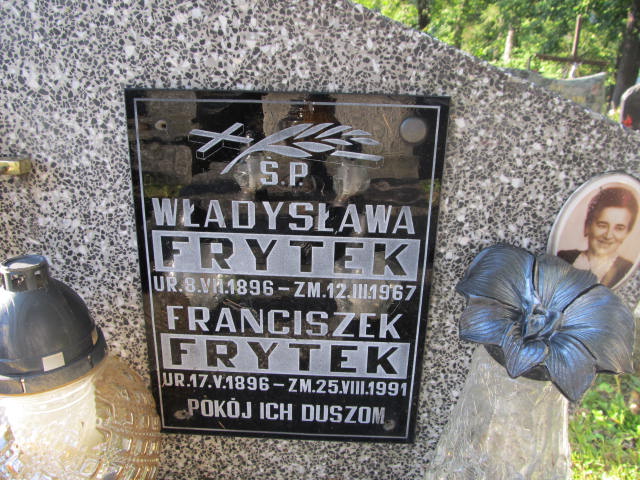 Ś.P.
WŁADYSŁAWA
FRYTEK
UR. 8.VII.1896 – ZM. 12.III.1967
FRANCISZEK
FRYTEK
UR. 17.V.1896 – ZM. 25.VIII.1991
POKÓJ ICH DUSZOM